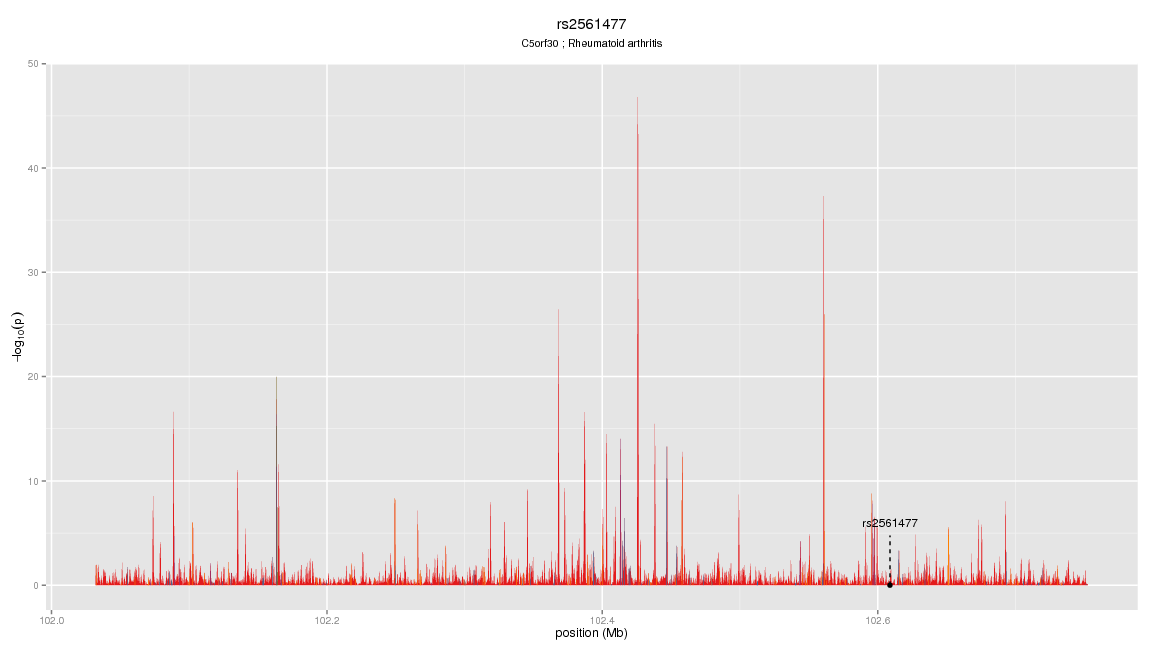 rs2561477
C5orf30 ; Rheumatoid arthritis
50
40
30
20
10
0
−log10(p)
rs2561477
102.0 102.2 102.4 102.6
position (Mb)